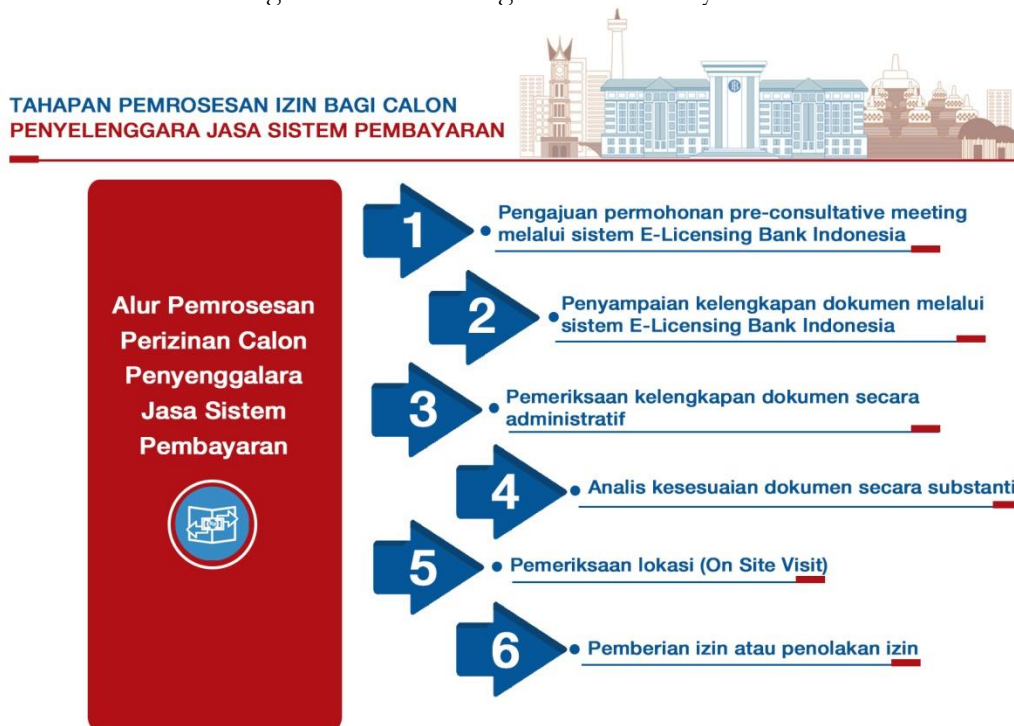 TAHAPAN PEMROSESAN IZIN BAGI CALON
PENYELENGGARA JASA SISTEM PEMBAYARAN
Alur Pemrosesan
Perizinan Calon
Penyenggalara
Jasa Sistem
Pembayaran
1
Pengajuan permohonan pre-consultative meeting
melalui sistem E-Licensing Bank Indonesia
2
Penyampaian kelengkapan dokumen melalui
sistem E-Licensing Bank Indonesia
3
Pemeriksaan kelengkapan dokumen secara
administratif
4
Analis kesesuaian dokumen secara substanti
5
Pemeriksaan lokasi (On Site Visit)
6
Pemberian izin atau penolakan izin